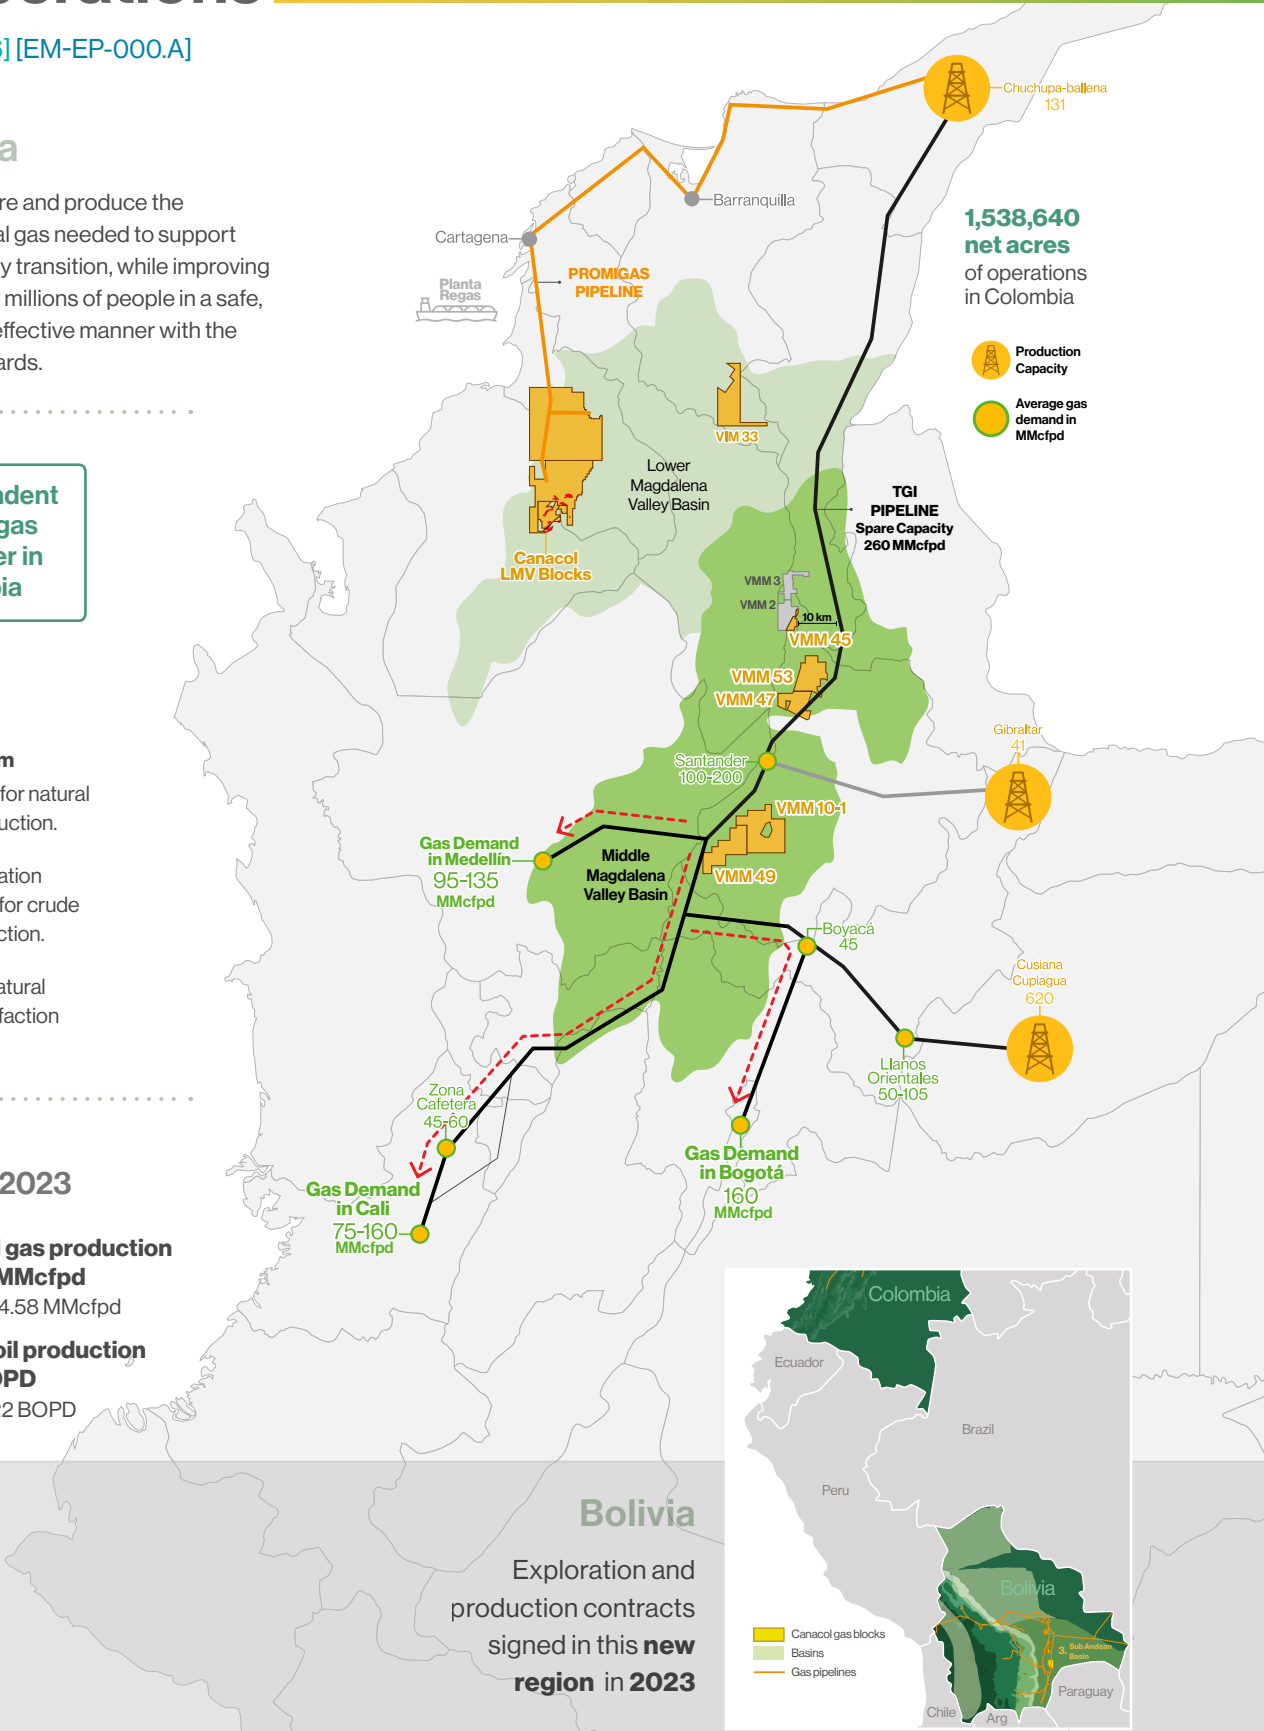 [EM-EP-000.A]
re and produce the
al gas needed to support
y transition, while improving
millions of people in a safe,
effective manner with the
ards.
ndent
gas
er in
ia
m
for natural
uction.
ation
for crude
ction.
atural
faction
2023
gas production
MMcfpd
4.58 MMcfpd
oil production
OPD
22 BOPD
Chuchupa-ballena
131
Barranquilla
Cartagena
PROMIGAS
PIPELINE
Planta
Regas
1,538,640
net acres
of operations
in Colombia
Production
Capacity
Average gas
demand in
MMcfpd
VIM 33
Lower
Magdalena
Valley Basin
TGI
PIPELINE
Spare Capacity
260 MMcfpd
Canacol
LMV Blocks
VMM 3
VMM 2
10 km
VMM 45
VMM 53
VMM 47
Gibraltar
41
Santander
100-200
VMM 10-1
Gas Demand
in Medellín
95-135
MMcfpd
Middle
Magdalena
Valley Basin
VMM 49
Boyacá
45
Cusiana
Cupiagua
620
Llanos
Orientales
50-105
Zona
Cafetera
45-60
Gas Demand
in Bogotá
160
MMcfpd
Gas Demand
in Cali
75-160
MMcfpd
Bolivia
Exploration and
production contracts
signed in this new
region in 2023
Colombia
Ecuador
Brazil
Peru
Bolivia
3. Sub Andean
Basin
Paraguay
Chile
Arg
Canacol gas blocks
Basins
Gas pipelines